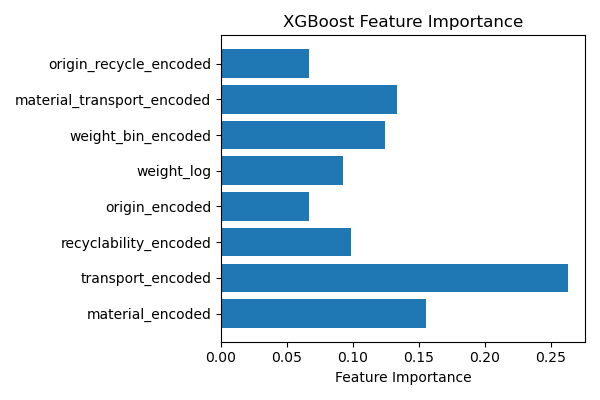 XGBoost Feature Importance
origin_recycle_encoded
material_transport_encoded
weight_bin_encoded
weight_log
origin_encoded
recyclability_encoded
transport_encoded
material_encoded
0.00 0.05 0.10 0.15 0.20 0.25
Feature Importance